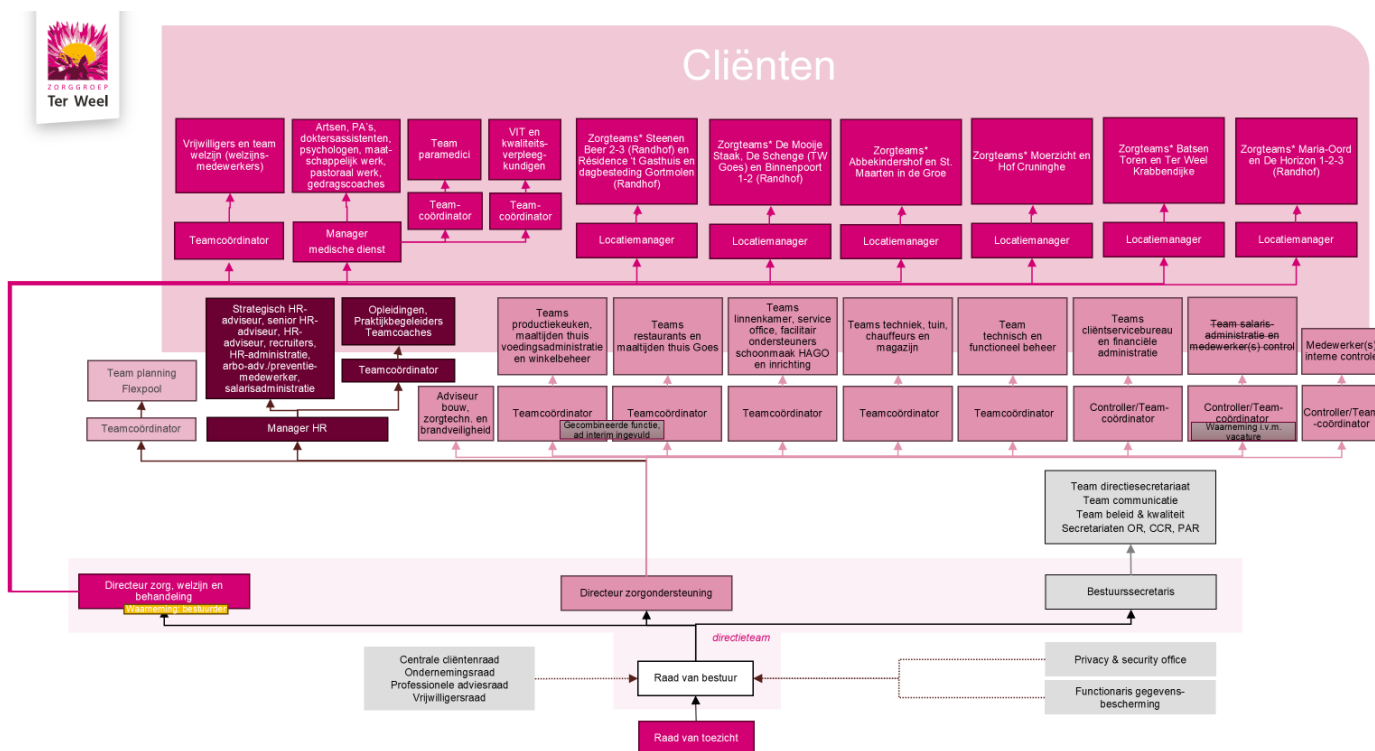 ZORGGROEP
Ter Weel
Cliënten
Vrijwilligers en team
welzijn (welzijns-
medewerkers)
Artsen, PA's,
doktersassistenten,
psychologen, maat-
schappelijk werk,
pastoraal werk,
gedragscoaches
Team
paramedici
VIT en
kwaliteits-
verpleeg-
kundigen
Zorgteams* Steenen
Beer 2-3 (Randhof) en
Résidence 't Gasthuis en
dagbesteding Gortmolen
(Randhof)
Zorgteams* De Mooije
Staak, De Schenge (TW
Goes) en Binnenpoort
1-2 (Randhof)
Zorgteams*
Abbekindershof en St.
Maarten in de Groe
Zorgteams* Moerzicht en
Hof Cruninghe
Zorgteams* Batsen
Toren en Ter Weel
Krabbendijke
Zorgteams* Maria-Oord
en De Horizon 1-2-3
(Randhof)
Teamcoördinator
Manager
medische dienst
Team-
coördinator
Team-
coördinator
Locatiemanager
Locatiemanager
Locatiemanager
Locatiemanager
Locatiemanager
Locatiemanager
Team planning
Flexpool
Strategisch HR-
adviseur, senior HR-
adviseur, HR-
adviseur, recruiters,
HR-administratie,
arbo-adv./preventie-
medewerker,
salarisadministratie
Opleidingen,
Praktijkbegeleiders
Teamcoaches
Teamcoördinator
Teams
productiekeuken,
maaltijden thuis
voedingsadministratie
en winkelbeheer
Teams
restaurants en
maaltijden thuis Goes
Teams
linnenkamer, service
office, facilitair
ondersteuners
schoonmaak HAGO
en inrichting
Teams techniek, tuin,
chauffeurs en
magazijn
Team
technisch en
functioneel beheer
Teams
cliëntservicebureau
en financiële
administratie
Team salaris-
administratie en
medewerker(s) control
Medewerker(s)
interne controle
Teamcoördinator
Manager HR
Adviseur
bouw,
zorgtechn. en
brandveiligheid
Teamcoördinator
Teamcoördinator
Gecombineerde functie,
ad interim ingevuld
Teamcoördinator
Teamcoördinator
Teamcoördinator
Controller/Team-
coördinator
Controller/Team-
coördinator
Waarneming i.v.m.
vacature
Controller/Team-
-coördinator
Team directiesecretariaat
Team communicatie
Team beleid & kwaliteit
Secretariaten OR, CCR, PAR
Directeur zorg, welzijn en
behandeling
Waarneming: bestuurder
Directeur zorgondersteuning
Bestuurssecretaris
directieteam
Centrale cliëntenraad
Ondernemingsraad
Professionele adviesraad
Vrijwilligersraad
Raad van bestuur
Privacy & security office
Functionaris gegevens-
bescherming
Raad van toezicht